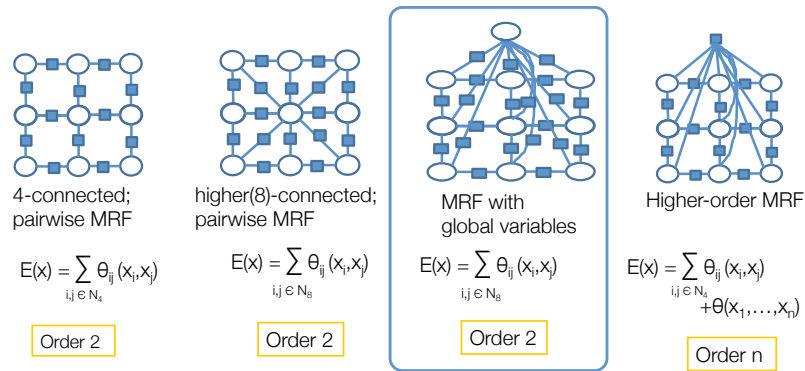 4-connected;
pairwise MRF
E(x) = ∑ θij (xi,xj)
i,j ∈ N4
Order 2
higher(8)-connected;
pairwise MRF
E(x) = ∑ θij (xi,xj)
i,j ∈ N8
Order 2
MRF with
global variables
E(x) = ∑ θij (xi,xj)
i,j ∈ N8
Order 2
Higher-order MRF
E(x) = ∑ θij (xi,xj)
i,j ∈ N4
+θ(x1,…,xn)
Order n